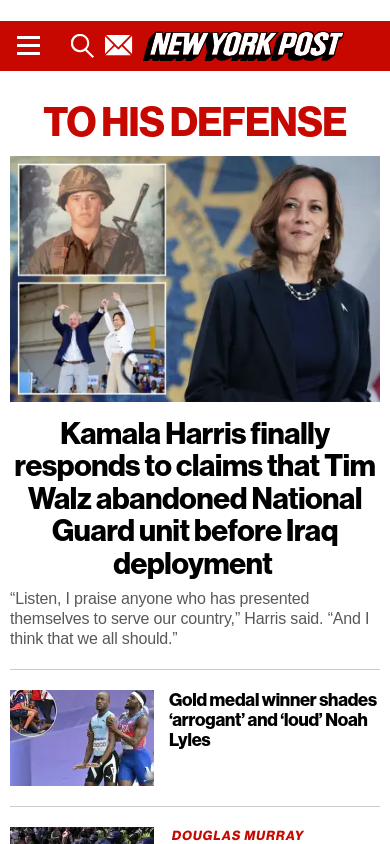 NEW YORK POST
TO HIS DEFENSE
Kamala Harris finally
responds to claims that Tim
Walz abandoned National
Guard unit before Iraq
deployment
“Listen, I praise anyone who has presented
themselves to serve our country,” Harris said. “And I
think that we all should.”
Gold medal winner shades
‘arrogant’ and ‘loud’ Noah
Lyles
DOUGLAS MURRAY